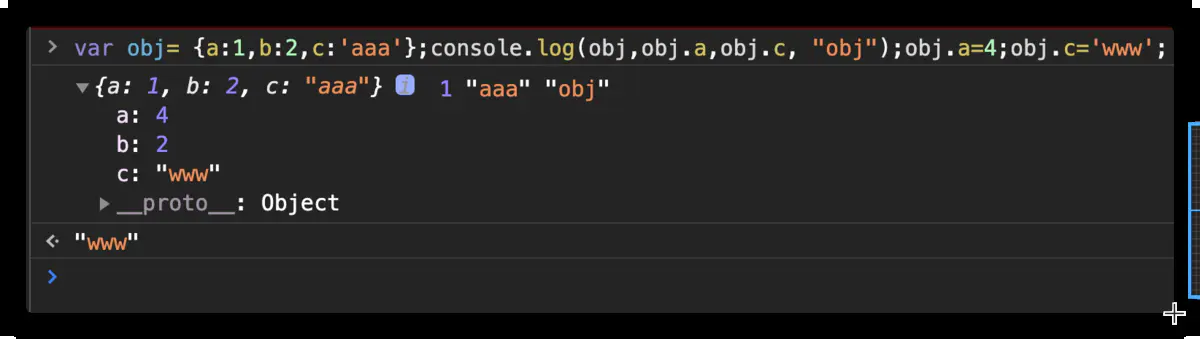 > var obj= {a:1,b:2,c:'aaa'};console.log(obj,obj.a,obj.c, "obj");obj.a=4;obj.c='www';
▼{a: 1, b: 2, c: "aaa"} i 1 "aaa" "obj"
a: 4
b: 2
c: "www"
▶__proto__: Object
"www"
>